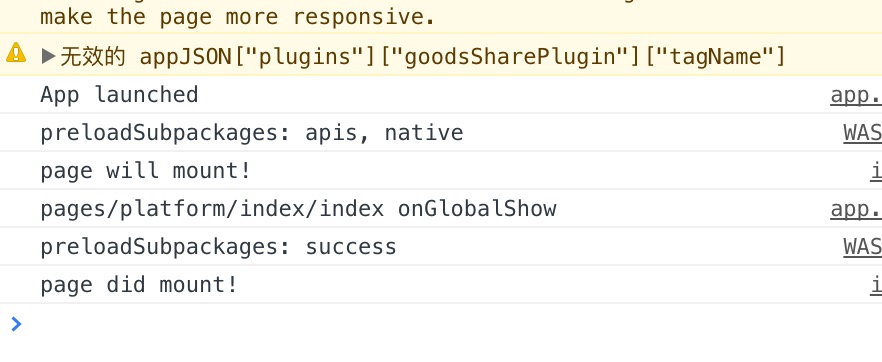 make the page more responsive.
无效的 appJSON["plugins"]["goodsSharePlugin"]["tagName"]
App launched app.
preloadSubpackages: apis, native WAS
page will mount! i
pages/platform/index/index onGlobalShow app.
preloadSubpackages: success WAS
page did mount! i